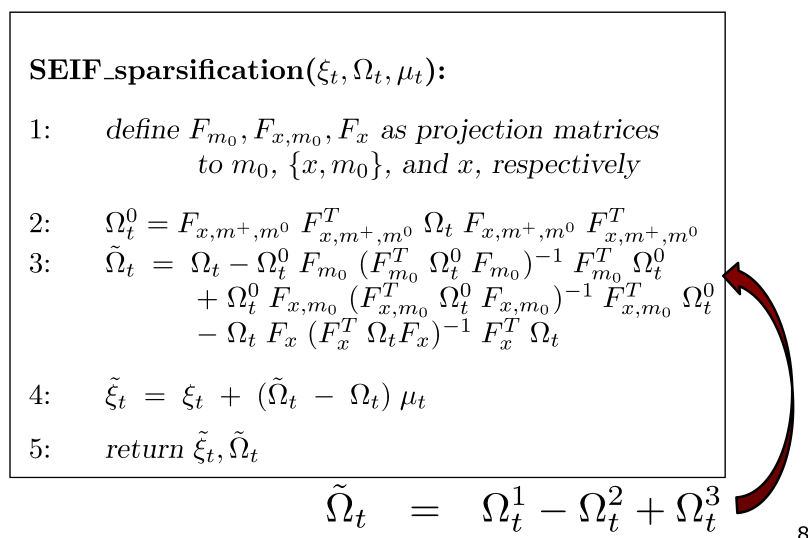 SEIF_sparsification(ξ_t, Ω_t, μ_t):
1: define F_{m_0}, F_{x,m_0}, F_x as projection matrices
to m_0, {x, m_0}, and x, respectively
2: Ω_t^0 = F_{x,m^+,m^0} F_{x,m^+,m^0}^T Ω_t F_{x,m^+,m^0} F_{x,m^+,m^0}^T
3: Ω̃_t = Ω_t − Ω_t^0 F_{m_0} (F_{m_0}^T Ω_t^0 F_{m_0})^{−1} F_{m_0}^T Ω_t^0
+ Ω_t^0 F_{x,m_0} (F_{x,m_0}^T Ω_t^0 F_{x,m_0})^{−1} F_{x,m_0}^T Ω_t^0
− Ω_t F_x (F_x^T Ω_t F_x)^{−1} F_x^T Ω_t
4: ξ̃_t = ξ_t + (Ω̃_t − Ω_t) μ_t
5: return ξ̃_t, Ω̃_t
Ω̃_t = Ω_t^1 − Ω_t^2 + Ω_t^3
8